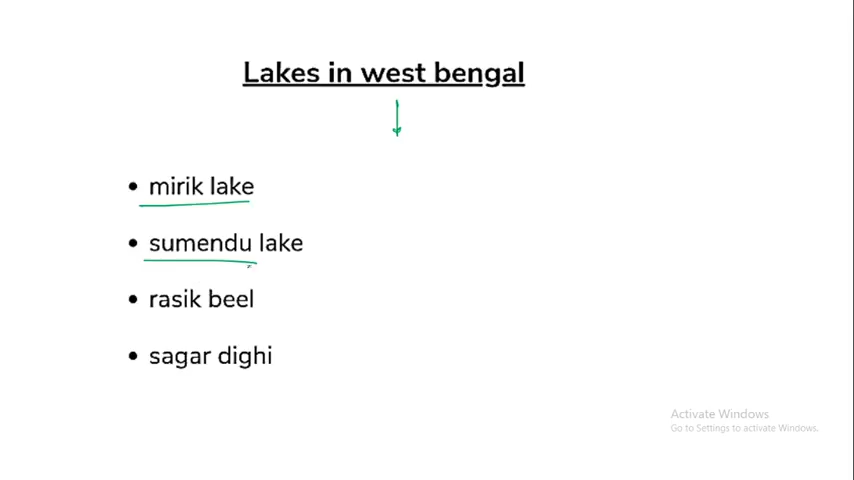 Lakes in west bengal
• mirik lake
• sumendu lake
• rasik beel
• sagar dighi
Activate Windows
Go to Settings to activate Windows.